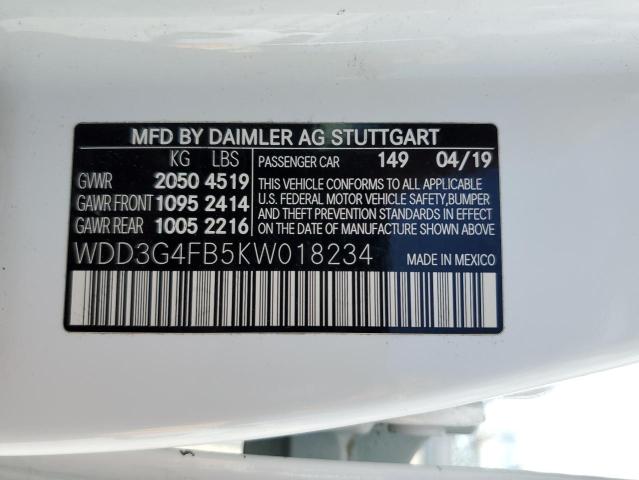 MFD BY DAIMLER AG STUTTGART
KG LBS PASSENGER CAR 149 04/19
GVWR 2050 4519 THIS VEHICLE CONFORMS TO ALL APPLICABLE
GAWR FRONT 1095 2414 U.S. FEDERAL MOTOR VEHICLE SAFETY,BUMPER
GAWR REAR 1005 2216 AND THEFT PREVENTION STANDARDS IN EFFECT
ON THE DATE OF MANUFACTURE SHOWN ABOVE.
WDD3G4FB5KW018234 MADE IN MEXICO